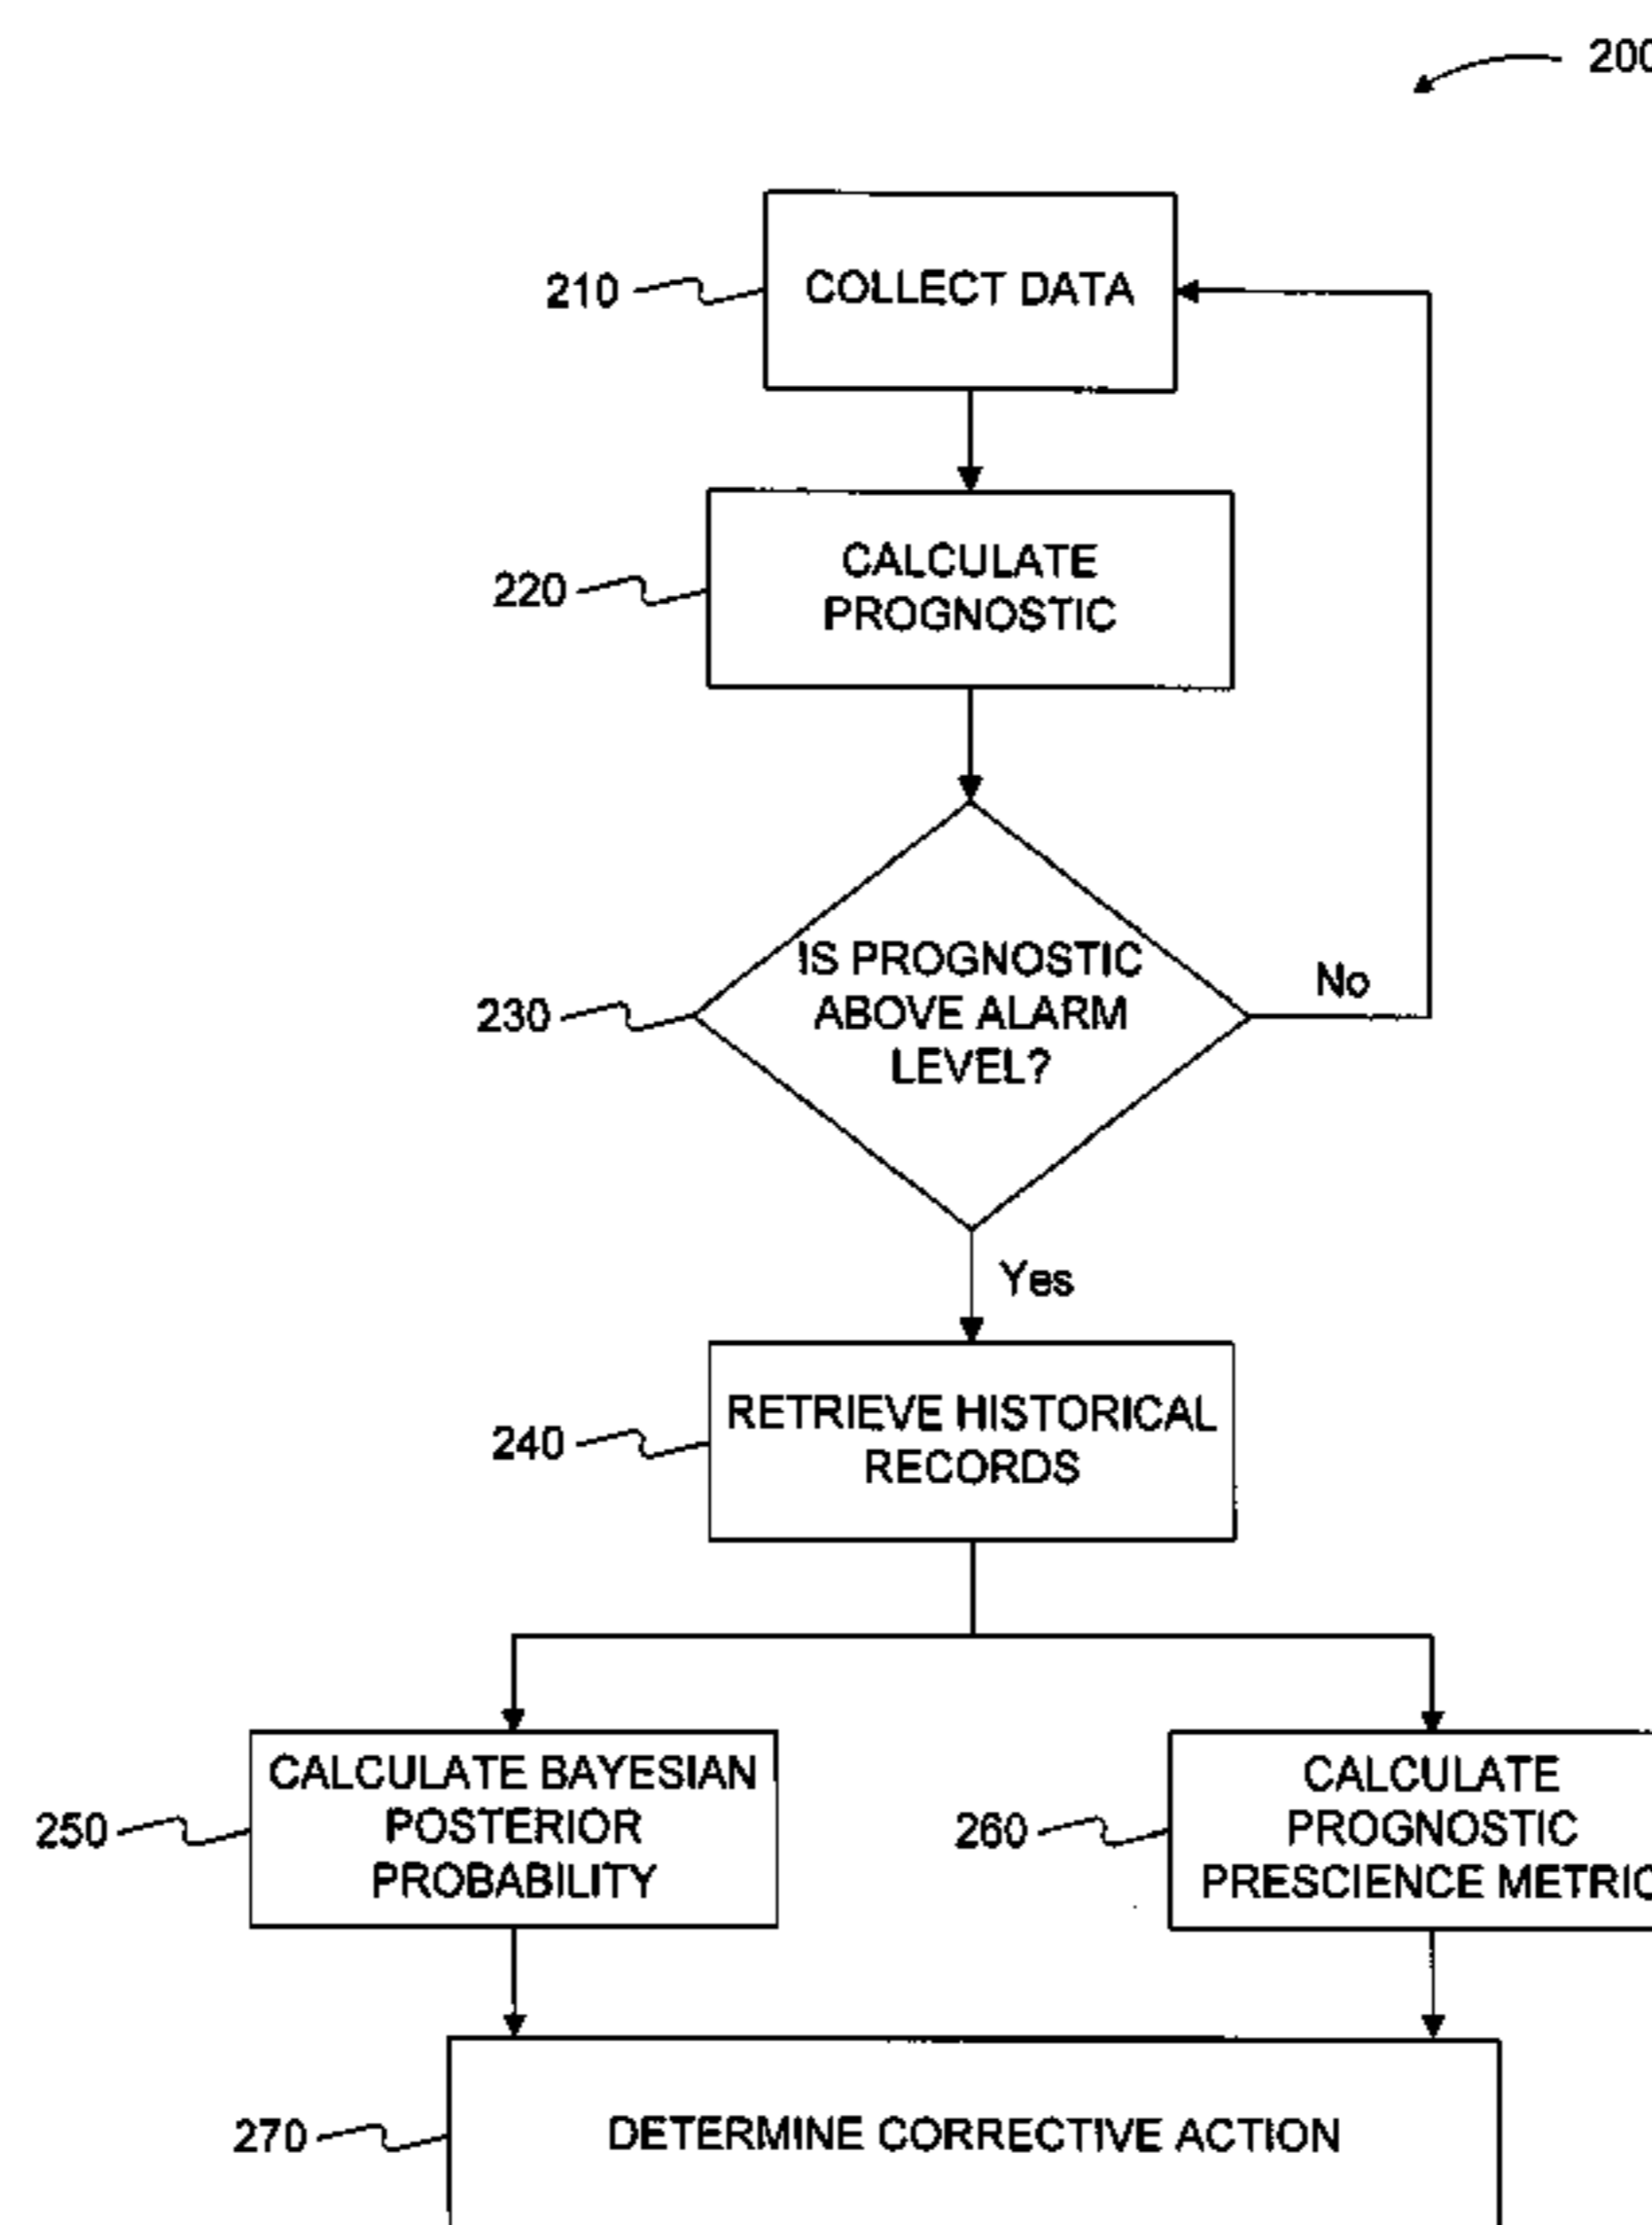 200
210
COLLECT DATA
220
CALCULATE
PROGNOSTIC
230
IS PROGNOSTIC
ABOVE ALARM
LEVEL?
No
Yes
240
RETRIEVE HISTORICAL
RECORDS
250
CALCULATE BAYESIAN
POSTERIOR
PROBABILITY
260
CALCULATE
PROGNOSTIC
PRESCIENCE METRIC
270
DETERMINE CORRECTIVE ACTION